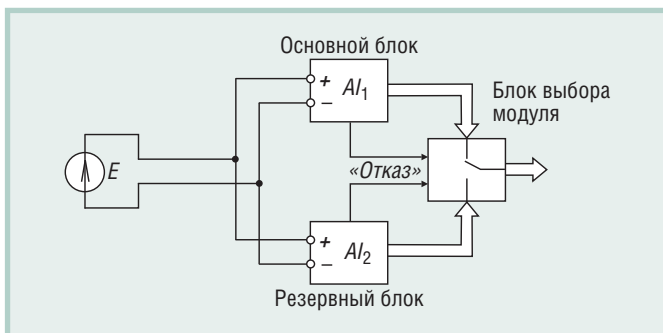 Основной блок
+
–
AI1
Блок выбора
модуля
E
«Отказ»
+
–
AI2
Резервный блок